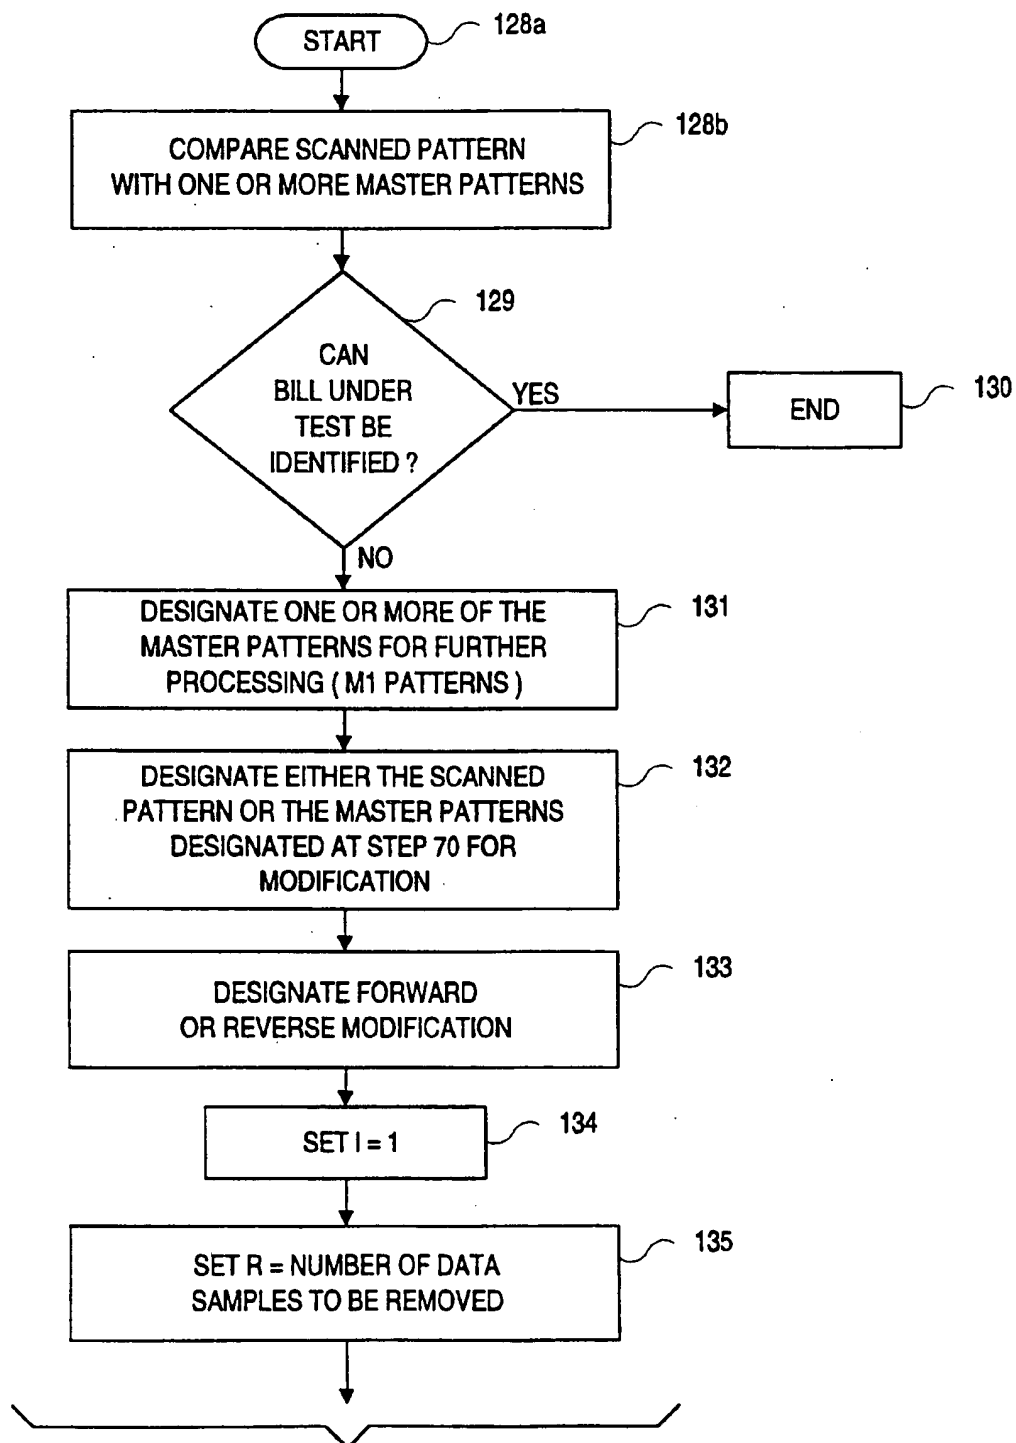 START
128a
COMPARE SCANNED PATTERN
WITH ONE OR MORE MASTER PATTERNS
128b
129
CAN
BILL UNDER
TEST BE
IDENTIFIED ?
YES
END
130
NO
DESIGNATE ONE OR MORE OF THE
MASTER PATTERNS FOR FURTHER
PROCESSING ( M1 PATTERNS )
131
DESIGNATE EITHER THE SCANNED
PATTERN OR THE MASTER PATTERNS
DESIGNATED AT STEP 70 FOR
MODIFICATION
132
DESIGNATE FORWARD
OR REVERSE MODIFICATION
133
SET I = 1
134
SET R = NUMBER OF DATA
SAMPLES TO BE REMOVED
135